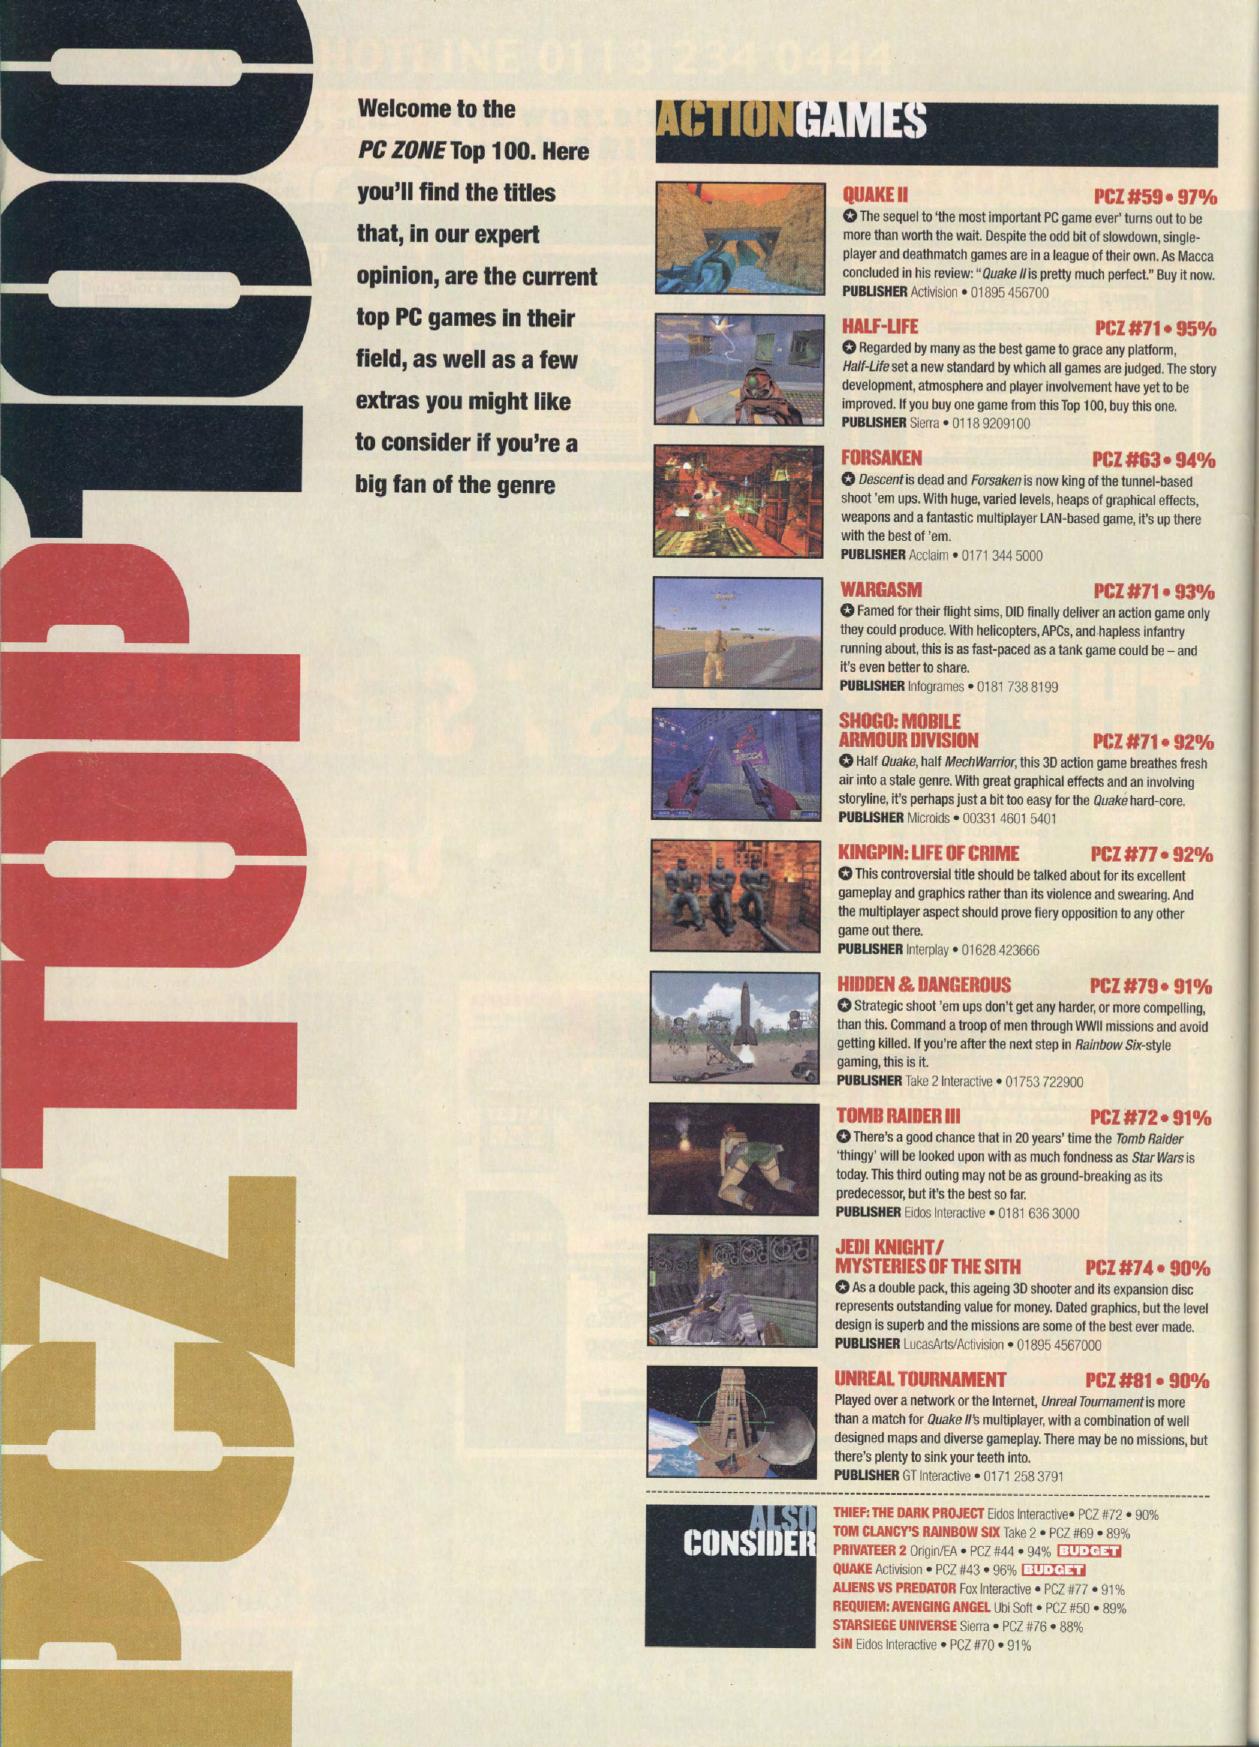 PCZ TOP 100
Welcome to the
PC ZONE Top 100. Here
you'll find the titles
that, in our expert
opinion, are the current
top PC games in their
field, as well as a few
extras you might like
to consider if you're a
big fan of the genre
ACTIONGAMES
QUAKE II PCZ #59 • 97%
The sequel to 'the most important PC game ever' turns out to be
more than worth the wait. Despite the odd bit of slowdown, single-
player and deathmatch games are in a league of their own. As Macca
concluded in his review: "Quake II is pretty much perfect." Buy it now.
PUBLISHER Activision • 01895 456700
HALF-LIFE PCZ #71 • 95%
Regarded by many as the best game to grace any platform,
Half-Life set a new standard by which all games are judged. The story
development, atmosphere and player involvement have yet to be
improved. If you buy one game from this Top 100, buy this one.
PUBLISHER Sierra • 0118 9209100
FORSAKEN PCZ #63 • 94%
Descent is dead and Forsaken is now king of the tunnel-based
shoot 'em ups. With huge, varied levels, heaps of graphical effects,
weapons and a fantastic multiplayer LAN-based game, it's up there
with the best of 'em.
PUBLISHER Acclaim • 0171 344 5000
WARGASM PCZ #71 • 93%
Famed for their flight sims, DID finally deliver an action game only
they could produce. With helicopters, APCs, and hapless infantry
running about, this is as fast-paced as a tank game could be – and
it's even better to share.
PUBLISHER Infogrames • 0181 738 8199
SHOGO: MOBILE
ARMOUR DIVISION PCZ #71 • 92%
Half Quake, half MechWarrior, this 3D action game breathes fresh
air into a stale genre. With great graphical effects and an involving
storyline, it's perhaps just a bit too easy for the Quake hard-core.
PUBLISHER Microids • 00331 4601 5401
KINGPIN: LIFE OF CRIME PCZ #77 • 92%
This controversial title should be talked about for its excellent
gameplay and graphics rather than its violence and swearing. And
the multiplayer aspect should prove fiery opposition to any other
game out there.
PUBLISHER Interplay • 01628 423666
HIDDEN & DANGEROUS PCZ #79 • 91%
Strategic shoot 'em ups don't get any harder, or more compelling,
than this. Command a troop of men through WWII missions and avoid
getting killed. If you're after the next step in Rainbow Six-style
gaming, this is it.
PUBLISHER Take 2 Interactive • 01753 722900
TOMB RAIDER III PCZ #72 • 91%
There's a good chance that in 20 years' time the Tomb Raider
'thingy' will be looked upon with as much fondness as Star Wars is
today. This third outing may not be as ground-breaking as its
predecessor, but it's the best so far.
PUBLISHER Eidos Interactive • 0181 636 3000
JEDI KNIGHT/
MYSTERIES OF THE SITH PCZ #74 • 90%
As a double pack, this ageing 3D shooter and its expansion disc
represents outstanding value for money. Dated graphics, but the level
design is superb and the missions are some of the best ever made.
PUBLISHER LucasArts/Activision • 01895 4567000
UNREAL TOURNAMENT PCZ #81 • 90%
Played over a network or the Internet, Unreal Tournament is more
than a match for Quake II's multiplayer, with a combination of well
designed maps and diverse gameplay. There may be no missions, but
there's plenty to sink your teeth into.
PUBLISHER GT Interactive • 0171 258 3791
ALSO
CONSIDER
THIEF: THE DARK PROJECT Eidos Interactive • PCZ #72 • 90%
TOM CLANCY'S RAINBOW SIX Take 2 • PCZ #69 • 89%
PRIVATEER 2 Origin/EA • PCZ #44 • 94% BUDGET
QUAKE Activision • PCZ #43 • 96% BUDGET
ALIENS VS PREDATOR Fox Interactive • PCZ #77 • 91%
REQUIEM: AVENGING ANGEL Ubi Soft • PCZ #50 • 89%
STARSIEGE UNIVERSE Sierra • PCZ #76 • 88%
SiN Eidos Interactive • PCZ #70 • 91%